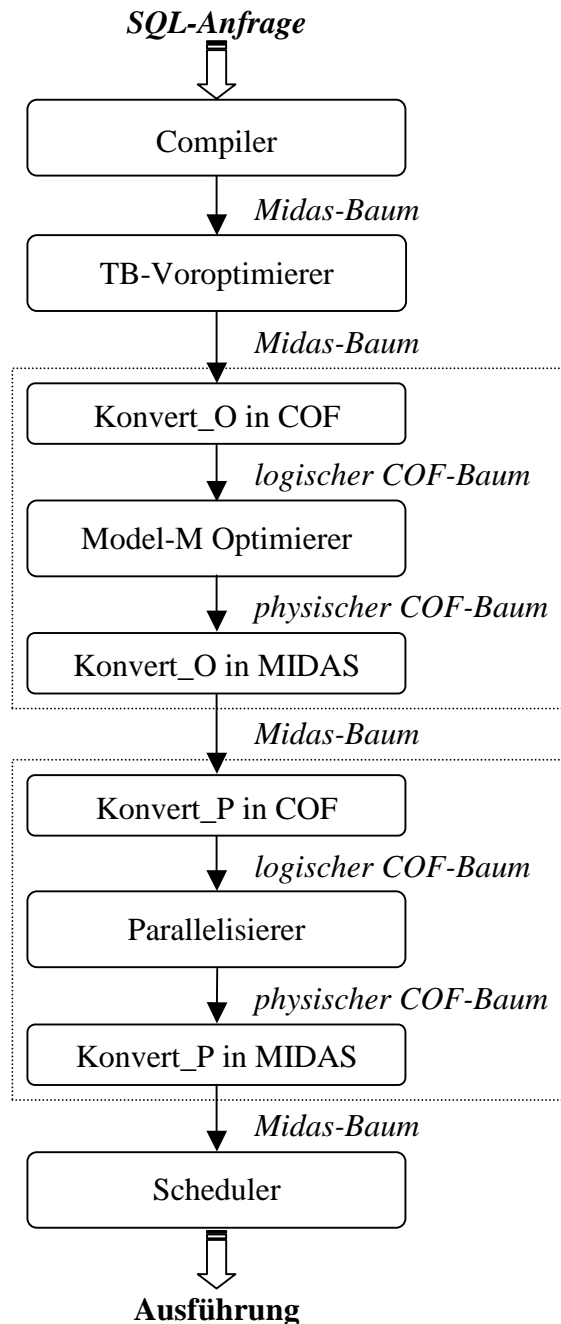 SQL-Anfrage
Compiler
Midas-Baum
TB-Voroptimierer
Midas-Baum
Konvert_O in COF
logischer COF-Baum
Model-M Optimierer
physischer COF-Baum
Konvert_O in MIDAS
Midas-Baum
Konvert_P in COF
logischer COF-Baum
Parallelisierer
physischer COF-Baum
Konvert_P in MIDAS
Midas-Baum
Scheduler
Ausführung